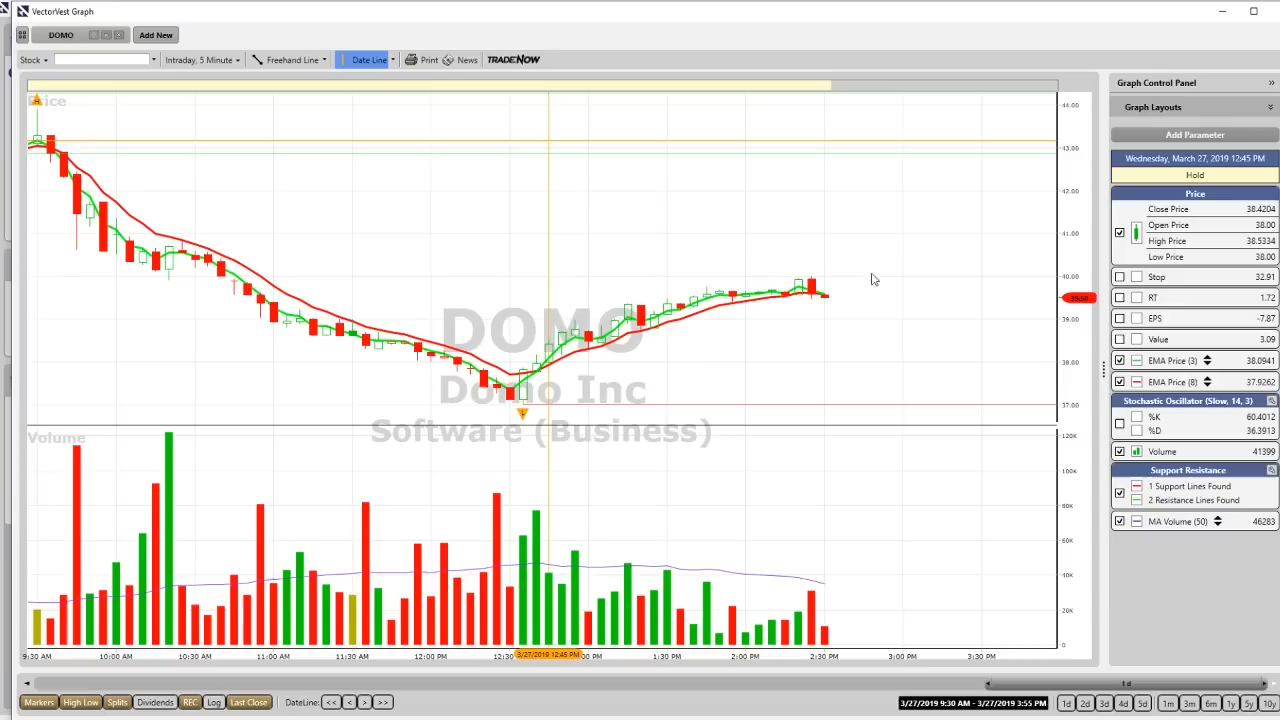 VectorVest Graph
DOMO Add New
Stock Intraday, 5 Minute Freehand Line Date Line Print News TRADENOW
Price
44.00
43.00
42.00
41.00
40.00
39.50
39.00
38.00
37.00
DOMO
Domo Inc
Software (Business)
Volume
120K
100K
80K
60K
40K
20K
0
9:30 AM 10:00 AM 10:30 AM 11:00 AM 11:30 AM 12:00 PM 12:30 3/27/2019 12:45 PM 00 PM 1:30 PM 2:00 PM 2:30 PM 3:00 PM 3:30 PM
1 d
Markers High Low Splits Dividends REC Log Last Close DateLine: << < > >> 3/27/2019 9:30 AM - 3/27/2019 3:55 PM 1d 2d 3d 4d 5d 1m 3m 6m 1y 5y 10y
Graph Control Panel
Graph Layouts
Add Parameter
Wednesday, March 27, 2019 12:45 PM
Hold
Price
Close Price 38.4204
Open Price 38.00
High Price 38.5334
Low Price 38.00
Stop 32.91
RT 1.72
EPS -7.87
Value 3.09
EMA Price (3) 38.0941
EMA Price (8) 37.9262
Stochastic Oscillator (Slow, 14, 3)
%K 60.4012
%D 36.3913
Volume 41399
Support Resistance
1 Support Lines Found
2 Resistance Lines Found
MA Volume (50) 46283